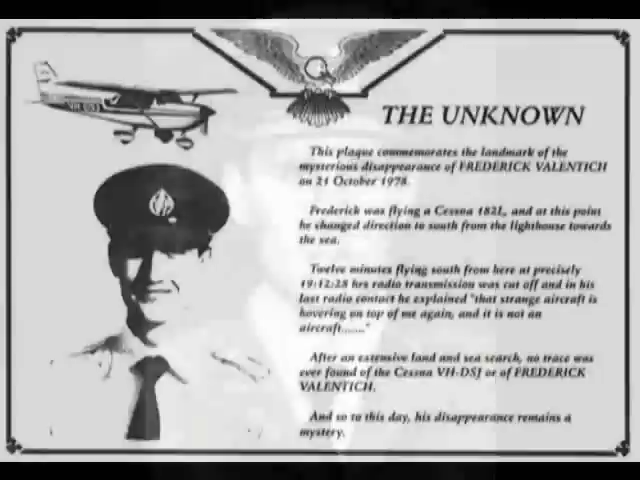 VH-DSJ
THE UNKNOWN
This plaque commemorates the landmark of the
mysterious disappearance of FREDERICK VALENTICH
on 21 October 1978.
Frederick was flying a Cessna 182L, and at this point
he changed direction to south from the lighthouse towards
the sea.
Twelve minutes flying south from here at precisely
19:12:28 hrs radio transmission was cut off and in his
last radio contact he explained "that strange aircraft is
hovering on top of me again, and it is not an
aircraft......."
After an extensive land and sea search, no trace was
ever found of the Cessna VH-DSJ or of FREDERICK
VALENTICH.
And so to this day, his disappearance remains a
mystery.